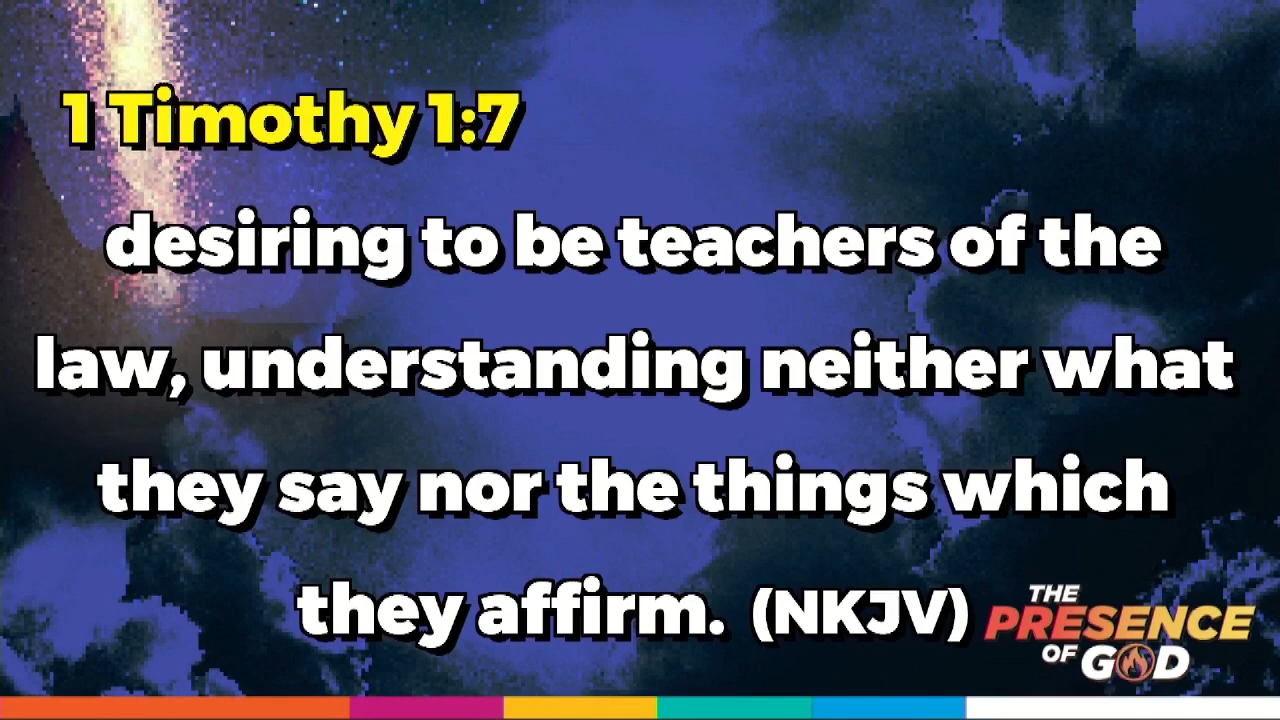 1 Timothy 1:7
desiring to be teachers of the
law, understanding neither what
they say nor the things which
they affirm. (NKJV)
THE
PRESENCE
OF GOD